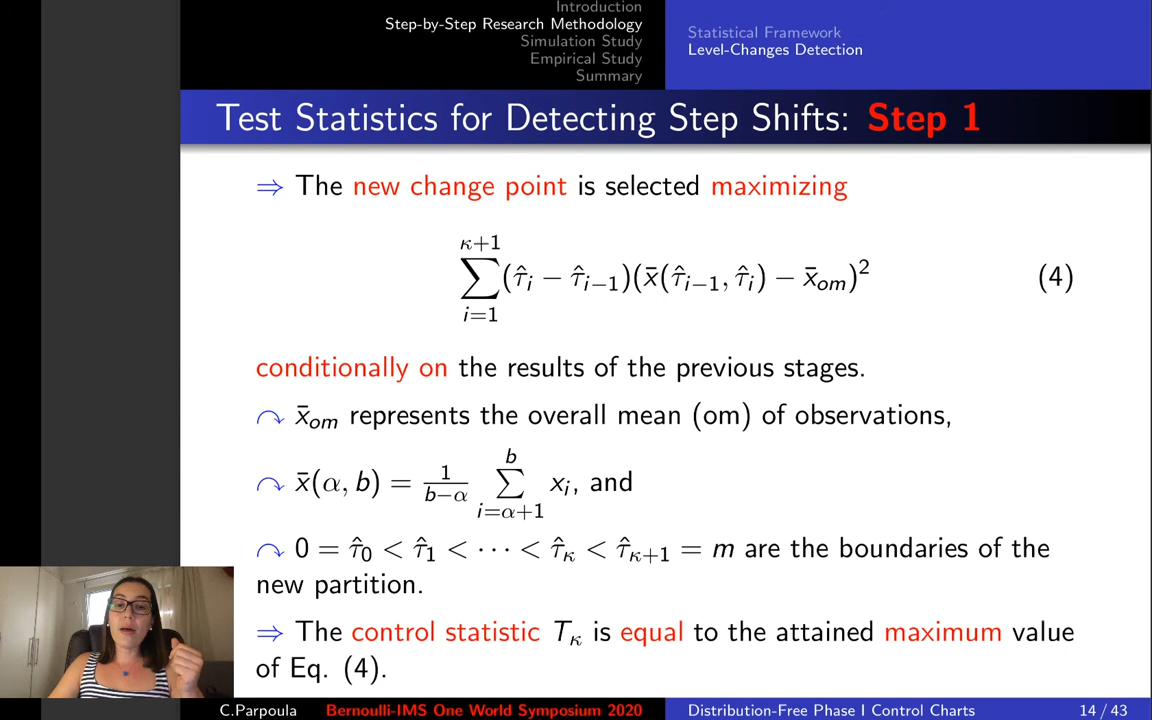 Introduction
Step-by-Step Research Methodology
Simulation Study
Empirical Study
Summary
Statistical Framework
Level-Changes Detection
Test Statistics for Detecting Step Shifts: Step 1
⇒ The new change point is selected maximizing
κ+1
∑(τ̂ᵢ − τ̂ᵢ₋₁)(x̄(τ̂ᵢ₋₁, τ̂ᵢ) − x̄ₒₘ)² (4)
i=1
conditionally on the results of the previous stages.
↷ x̄ₒₘ represents the overall mean (om) of observations,
↷ x̄(α, b) = 1/(b−α) ∑_{i=α+1}^{b} xᵢ, and
↷ 0 = τ̂₀ < τ̂₁ < ⋯ < τ̂_κ < τ̂_{κ+1} = m are the boundaries of the
new partition.
⇒ The control statistic T_κ is equal to the attained maximum value
of Eq. (4).
C.Parpoula Bernoulli-IMS One World Symposium 2020 Distribution-Free Phase I Control Charts 14 / 43